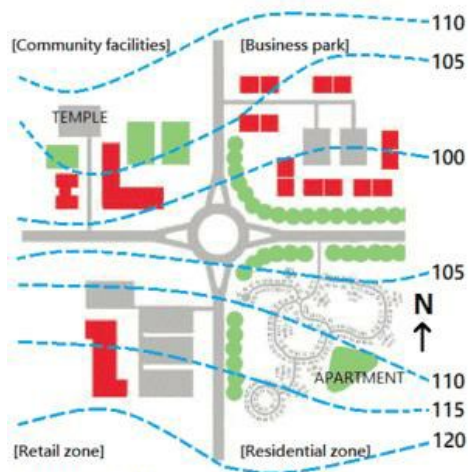 [Community facilities]
[Business park]
110
105
TEMPLE
100
105
N
APARTMENT
110
115
120
[Retail zone]
[Residential zone]